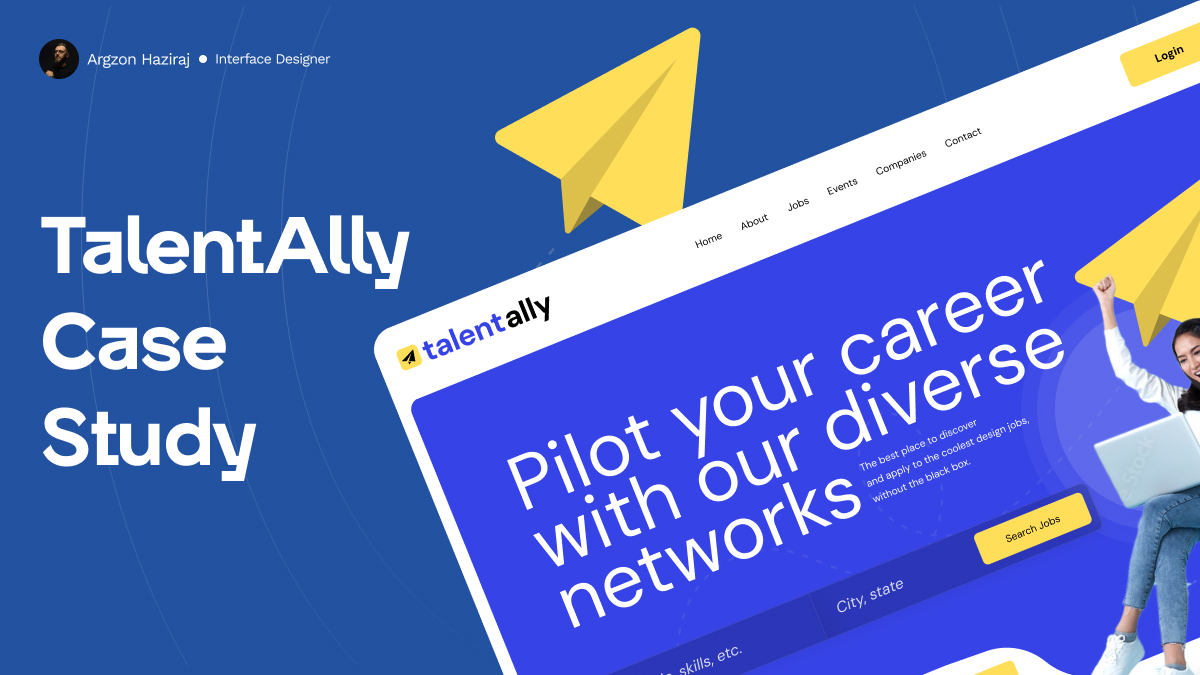 Argzon Haziraj
Interface Designer
TalentAlly
Case
Study
Login
Home About Jobs Events Companies Contact
talentally
Pilot your career
with our diverse
networks
The best place to discover
and apply to the coolest design jobs,
without the black box.
Search Jobs
City, state
skills, etc.